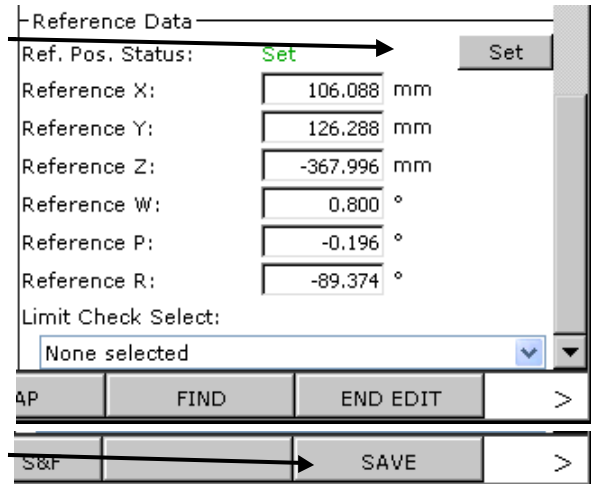 Reference Data
Ref. Pos. Status: Set Set
Reference X: 106.088 mm
Reference Y: 126.288 mm
Reference Z: -367.996 mm
Reference W: 0.800 °
Reference P: -0.196 °
Reference R: -89.374 °
Limit Check Select:
None selected
AP FIND END EDIT >
S&F SAVE >